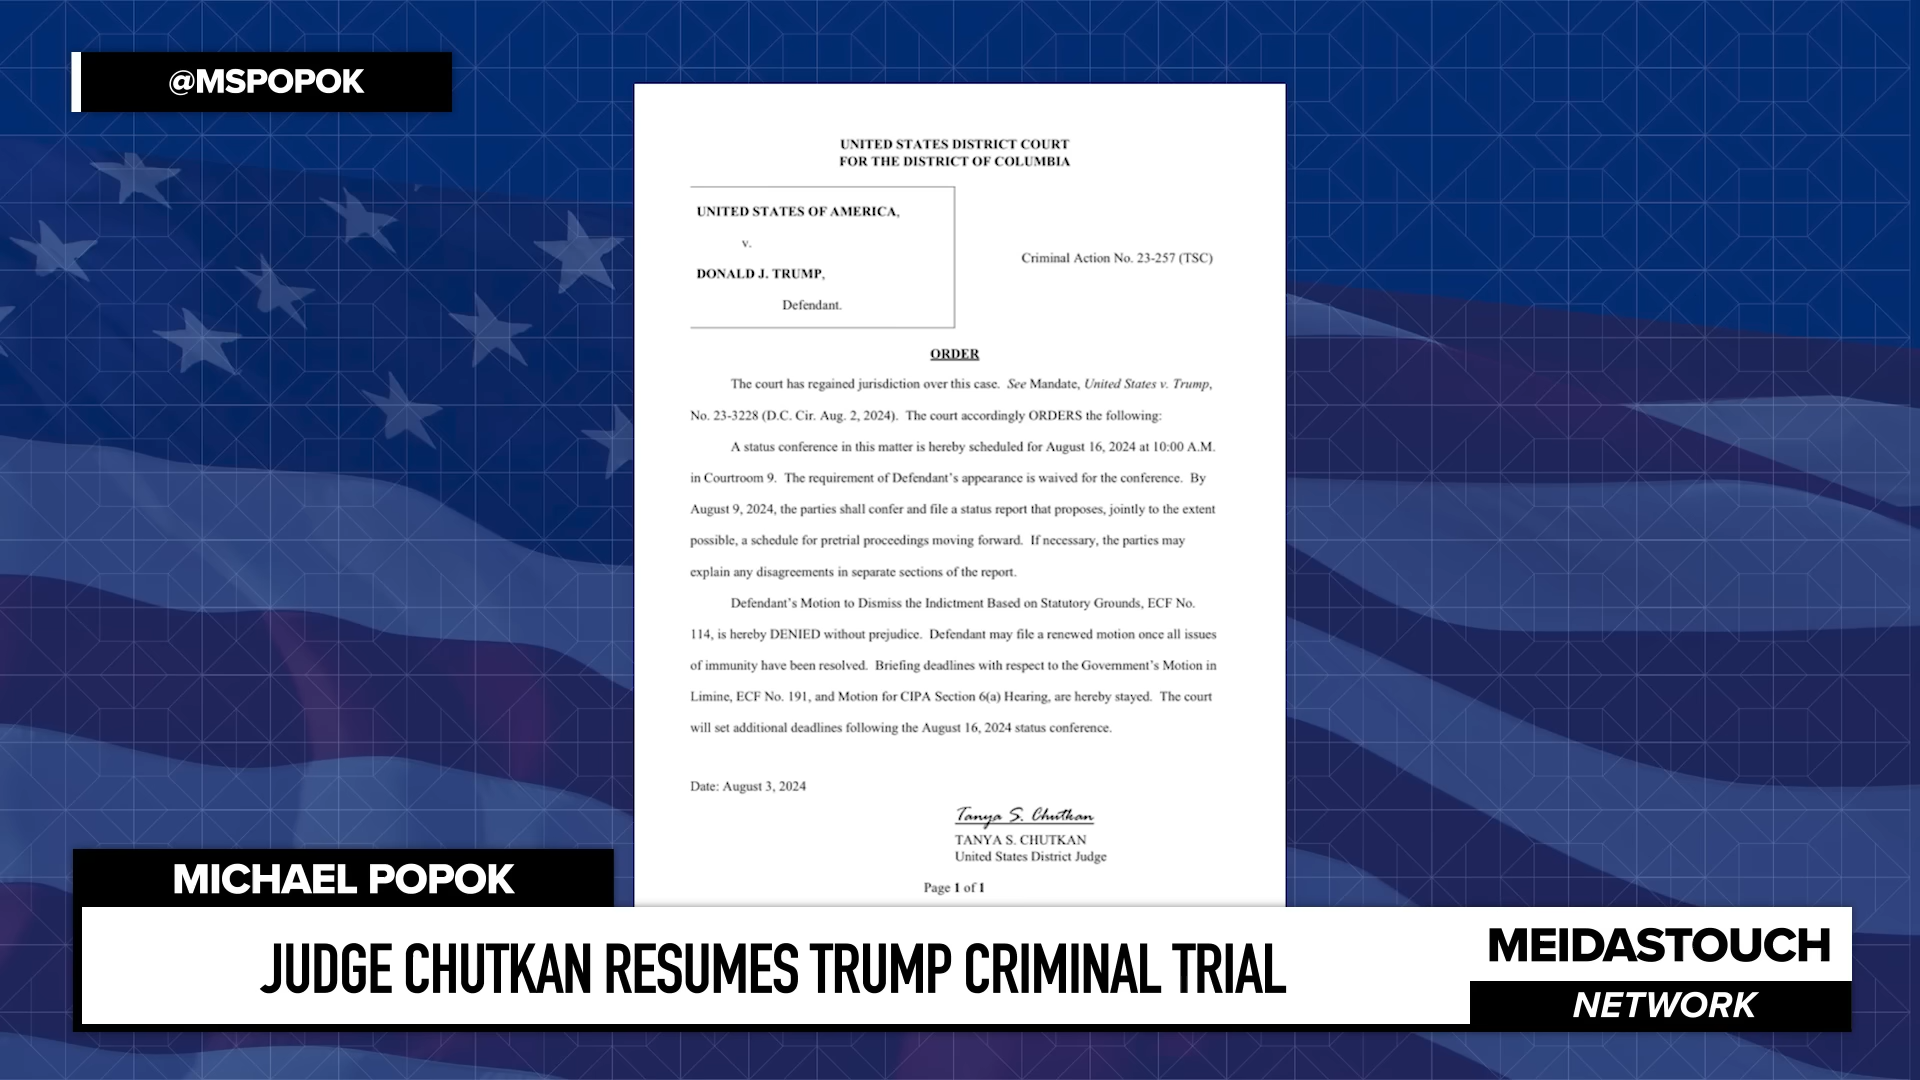 @MSPOPOK
UNITED STATES DISTRICT COURT
FOR THE DISTRICT OF COLUMBIA
UNITED STATES OF AMERICA,
v.
DONALD J. TRUMP,
Defendant.
Criminal Action No. 23-257 (TSC)
ORDER
The court has regained jurisdiction over this case. See Mandate, United States v. Trump,
No. 23-3228 (D.C. Cir. Aug. 2, 2024). The court accordingly ORDERS the following:
A status conference in this matter is hereby scheduled for August 16, 2024 at 10:00 A.M.
in Courtroom 9. The requirement of Defendant's appearance is waived for the conference. By
August 9, 2024, the parties shall confer and file a status report that proposes, jointly to the extent
possible, a schedule for pretrial proceedings moving forward. If necessary, the parties may
explain any disagreements in separate sections of the report.
Defendant's Motion to Dismiss the Indictment Based on Statutory Grounds, ECF No.
114, is hereby DENIED without prejudice. Defendant may file a renewed motion once all issues
of immunity have been resolved. Briefing deadlines with respect to the Government's Motion in
Limine, ECF No. 191, and Motion for CIPA Section 6(a) Hearing, are hereby stayed. The court
will set additional deadlines following the August 16, 2024 status conference.
Date: August 3, 2024
Tanya S. Chutkan
TANYA S. CHUTKAN
United States District Judge
Page 1 of 1
MICHAEL POPOK
JUDGE CHUTKAN RESUMES TRUMP CRIMINAL TRIAL
MEIDASTOUCH
NETWORK